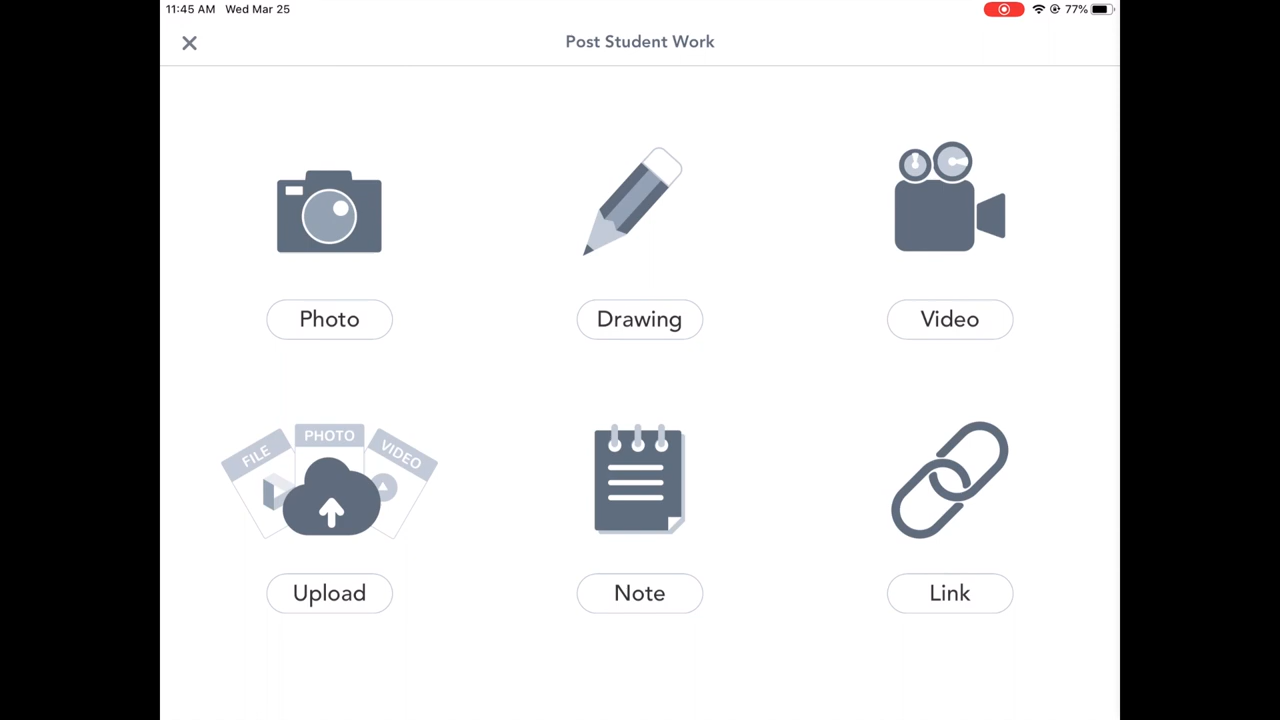 11:45 AM Wed Mar 25
77%
Post Student Work
Photo
Drawing
Video
FILE
PHOTO
VIDEO
Upload
Note
Link